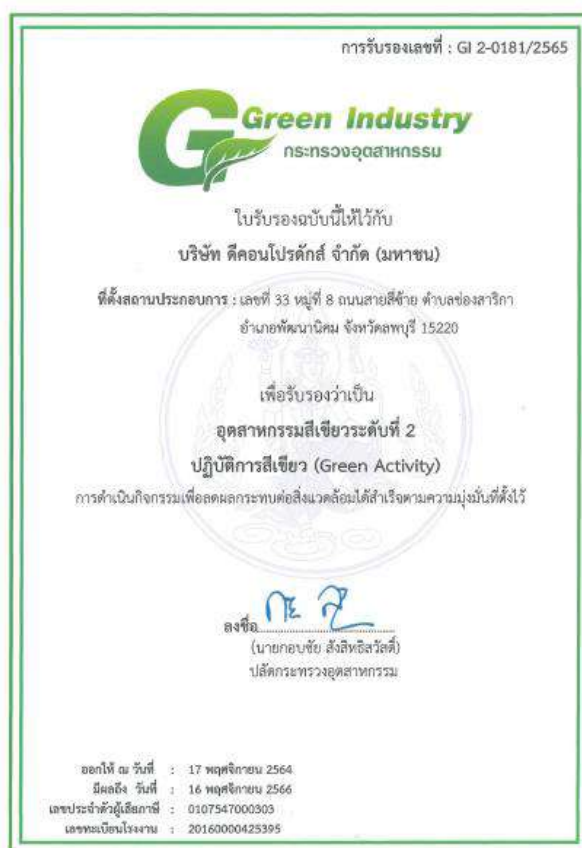 การรับรองเลขที่ : GI 2-0181/2565
Green Industry
กระทรวงอุตสาหกรรม
ใบรับรองฉบับนี้ให้ไว้กับ
บริษัท ดีคอนโปรดักส์ จำกัด (มหาชน)
ที่ตั้งสถานประกอบการ : เลขที่ 33 หมู่ที่ 8 ถนนสายสี่ซ้าย ตำบลช่องสาริกา
อำเภอพัฒนานิคม จังหวัดลพบุรี 15220
เพื่อรับรองว่าเป็น
อุตสาหกรรมสีเขียวระดับที่ 2
ปฏิบัติการสีเขียว (Green Activity)
การดำเนินกิจกรรมเพื่อลดผลกระทบต่อสิ่งแวดล้อมได้สำเร็จตามความมุ่งมั่นที่ตั้งไว้
ลงชื่อ
(นายกอบชัย สังสิทธิสวัสดิ์)
ปลัดกระทรวงอุตสาหกรรม
ออกให้ ณ วันที่ : 17 พฤศจิกายน 2564
มีผลถึง วันที่ : 16 พฤศจิกายน 2566
เลขประจำตัวผู้เสียภาษี : 0107547000303
เลขทะเบียนโรงงาน : 20160000425395